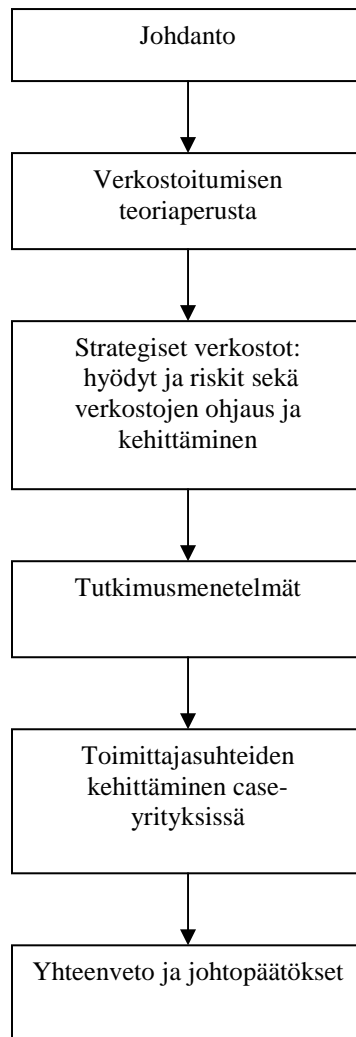 Johdanto
Verkostoitumisen
teoriaperusta
Strategiset verkostot:
hyödyt ja riskit sekä
verkostojen ohjaus ja
kehittäminen
Tutkimusmenetelmät
Toimittajasuhteiden
kehittäminen case-
yrityksissä
Yhteenveto ja johtopäätökset